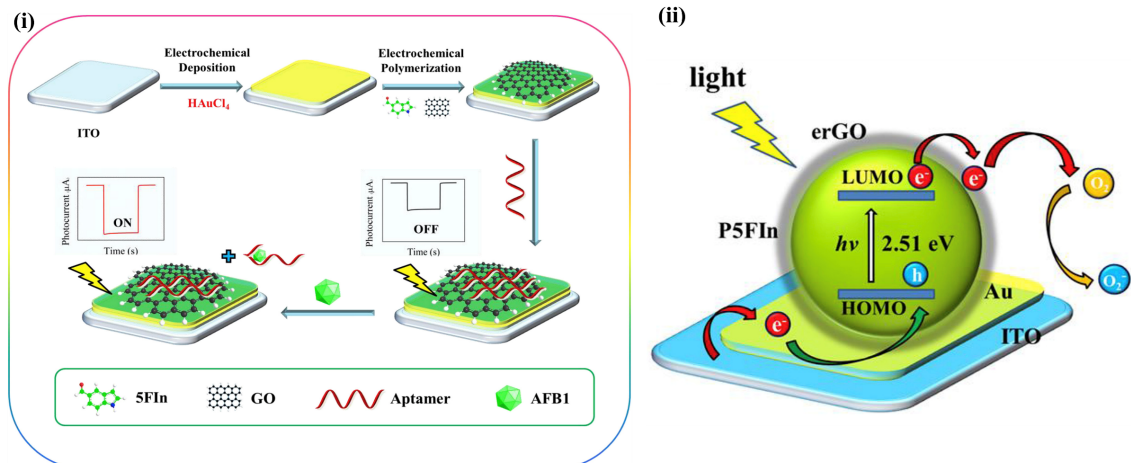 (i)
Electrochemical
Deposition
HAuCl₄
Electrochemical
Polymerization
ITO
Photocurrent /μA.
ON
Time (s)
Photocurrent /μA.
OFF
Time (s)
5FIn
GO
Aptamer
AFB1
(ii)
light
erGO
LUMO
e⁻
e⁻
O₂
P5FIn
hν
2.51 eV
h
O₂⁻
HOMO
Au
e⁻
ITO